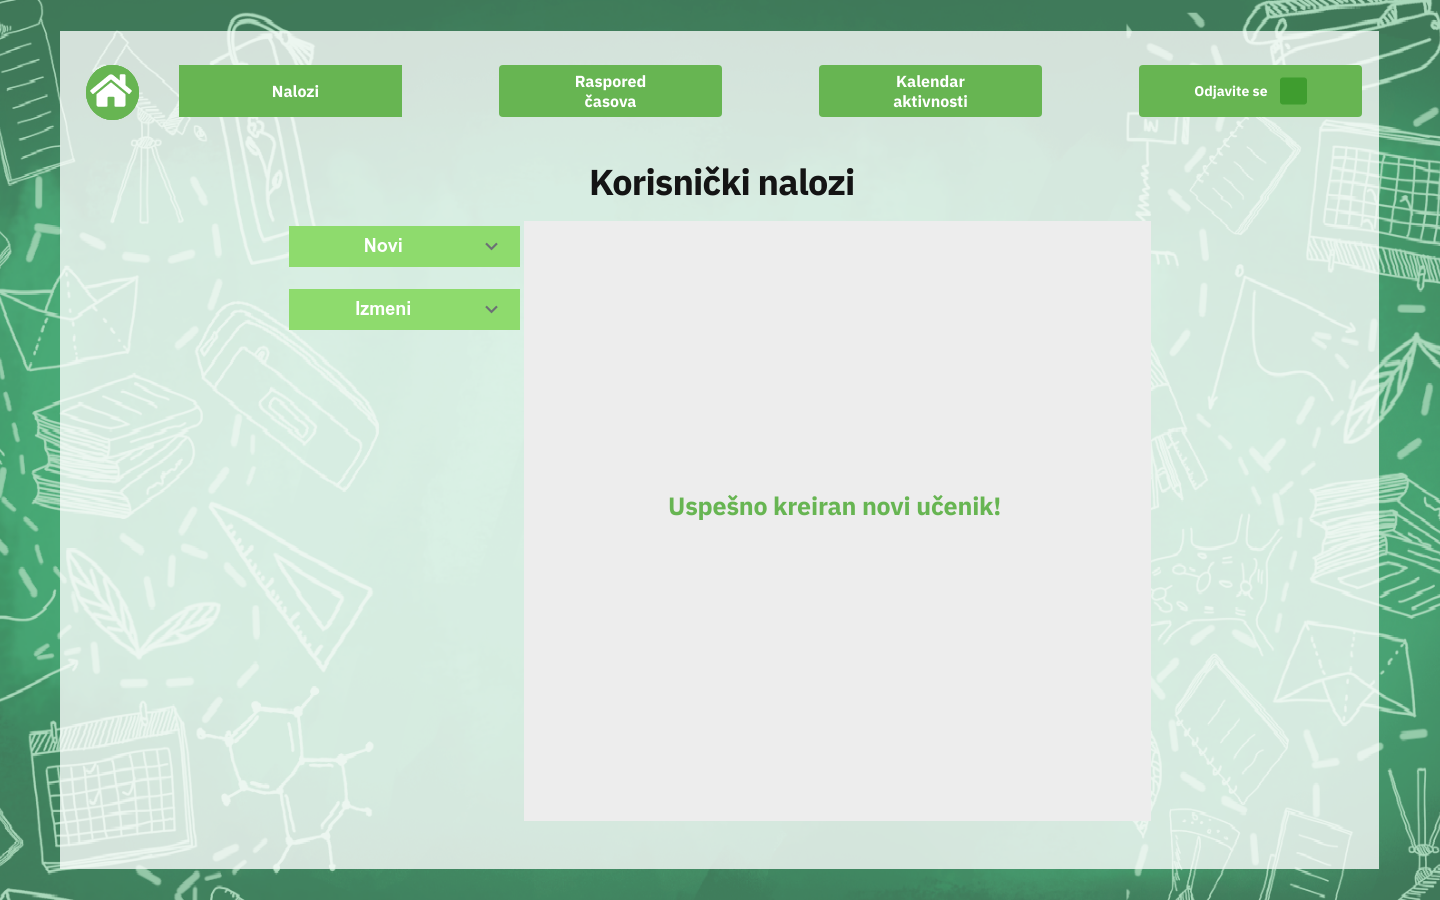 Nalozi
Raspored
časova
Kalendar
aktivnosti
Odjavite se
Korisnički nalozi
Novi
Izmeni
Uspešno kreiran novi učenik!